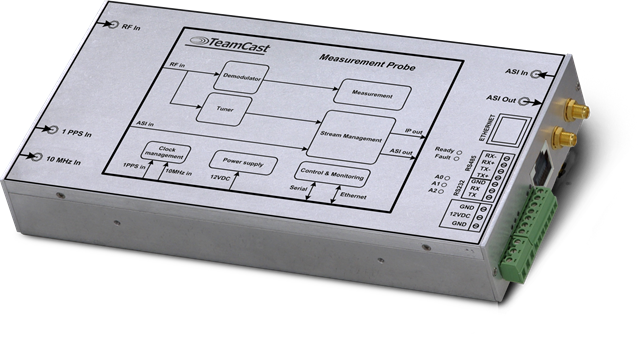 RF In
TeamCast
Measurement Probe
RF in
Demodulator
Measurement
Tuner
Stream Management
ASI in
IP out
ASI out
Clock
management
Power supply
Control & Monitoring
1PPS in
10MHz in
12VDC
Serial
Ethernet
1 PPS In
10 MHz In
ASI In
ASI Out
ETHERNET
Ready
Fault
A0
A1
A2
RS485
RX-
RX+
TX-
TX+
RS232
GND
RX
TX
GND
12VDC
GND